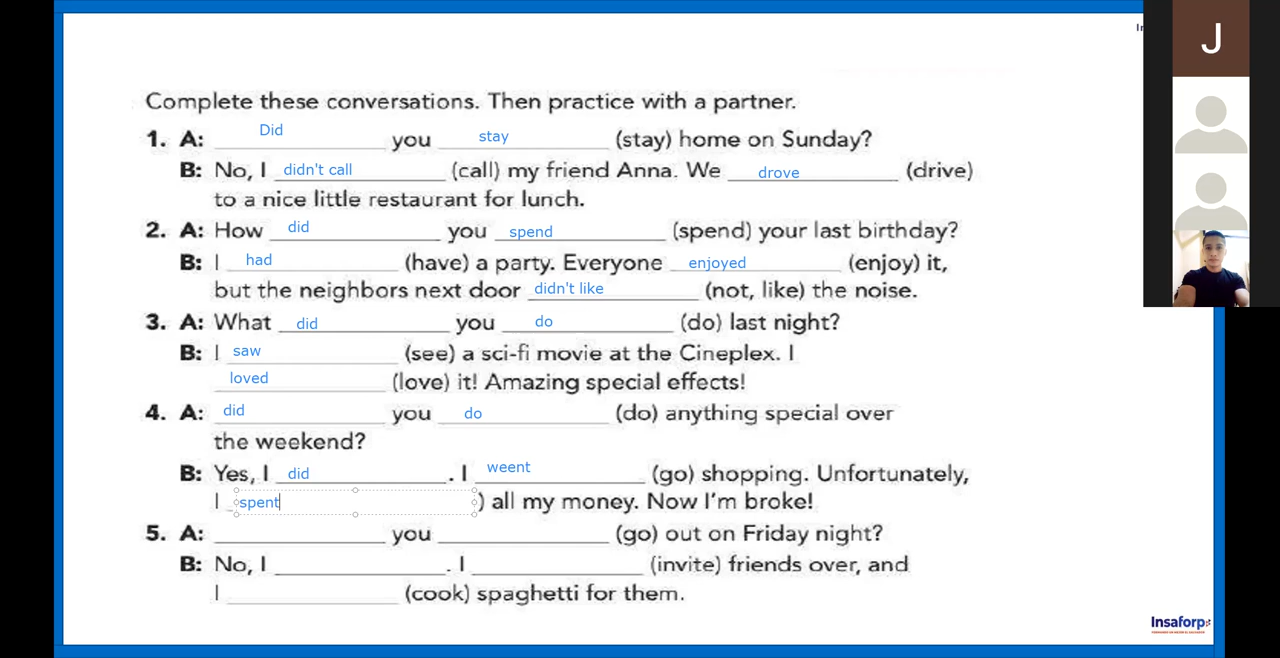 In
J
Complete these conversations. Then practice with a partner.
1. A: Did you stay (stay) home on Sunday?
B: No, I didn't call (call) my friend Anna. We drove (drive)
to a nice little restaurant for lunch.
2. A: How did you spend (spend) your last birthday?
B: I had (have) a party. Everyone enjoyed (enjoy) it,
but the neighbors next door didn't like (not, like) the noise.
3. A: What did you do (do) last night?
B: I saw (see) a sci-fi movie at the Cineplex. I
loved (love) it! Amazing special effects!
4. A: did you do (do) anything special over
the weekend?
B: Yes, I did. I weent (go) shopping. Unfortunately,
I spent ) all my money. Now I'm broke!
5. A: ____ you ____ (go) out on Friday night?
B: No, I ____. I ____ (invite) friends over, and
I ____ (cook) spaghetti for them.
Insaforp